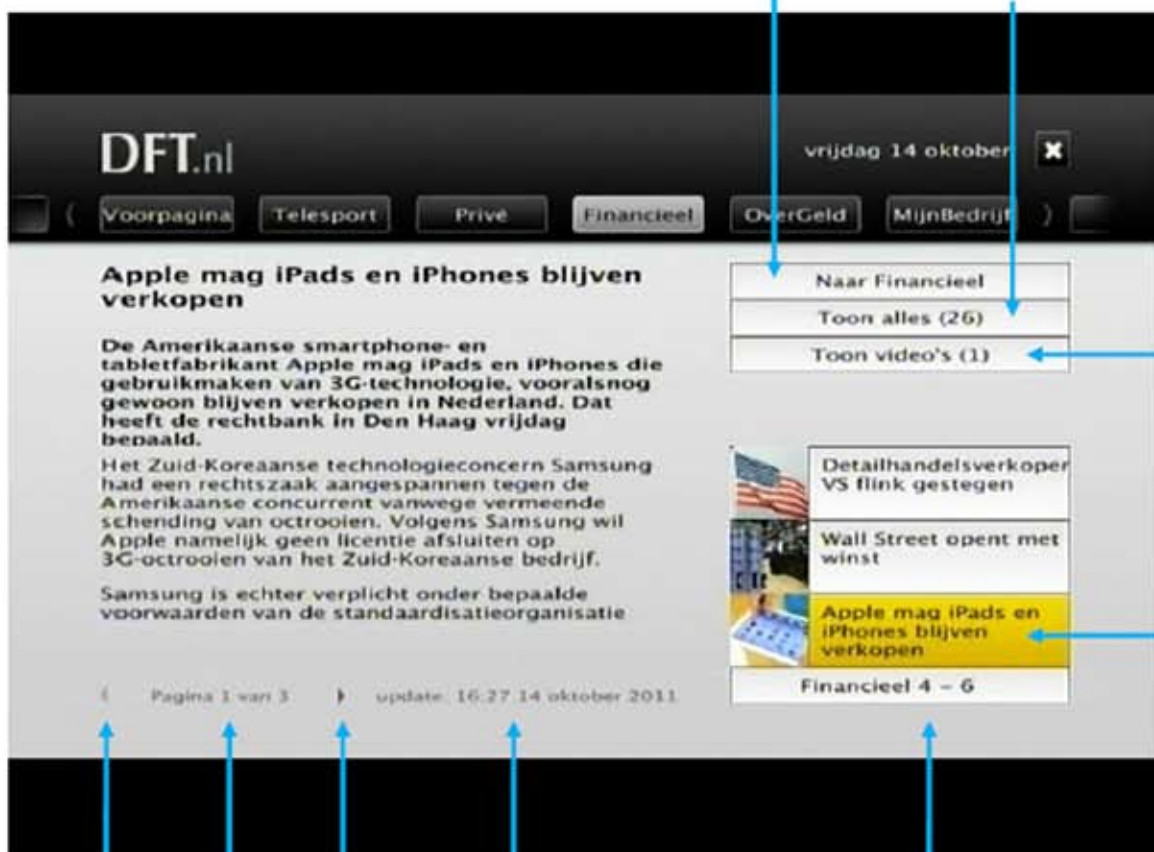 DFT.nl
vrijdag 14 oktober
Voorpagina
Telesport
Privé
Financieel
OverGeld
MijnBedrijf
Apple mag iPads en iPhones blijven
verkopen
De Amerikaanse smartphone- en
tabletfabrikant Apple mag iPads en iPhones die
gebruikmaken van 3G-technologie, vooralsnog
gewoon blijven verkopen in Nederland. Dat
heeft de rechtbank in Den Haag vrijdag
bepaald.
Het Zuid-Koreaanse technologieconcern Samsung
had een rechtszaak aangespannen tegen de
Amerikaanse concurrent vanwege vermeende
schending van octrooien. Volgens Samsung wil
Apple namelijk geen licentie afsluiten op
3G-octrooien van het Zuid-Koreaanse bedrijf.
Samsung is echter verplicht onder bepaalde
voorwaarden van de standaardisatieorganisatie
Pagina 1 van 3
update: 16:27 14 oktober 2011
Naar Financieel
Toon alles (26)
Toon video's (1)
Detailhandelsverkoper
VS flink gestegen
Wall Street opent met
winst
Apple mag iPads en
iPhones blijven
verkopen
Financieel 4 – 6